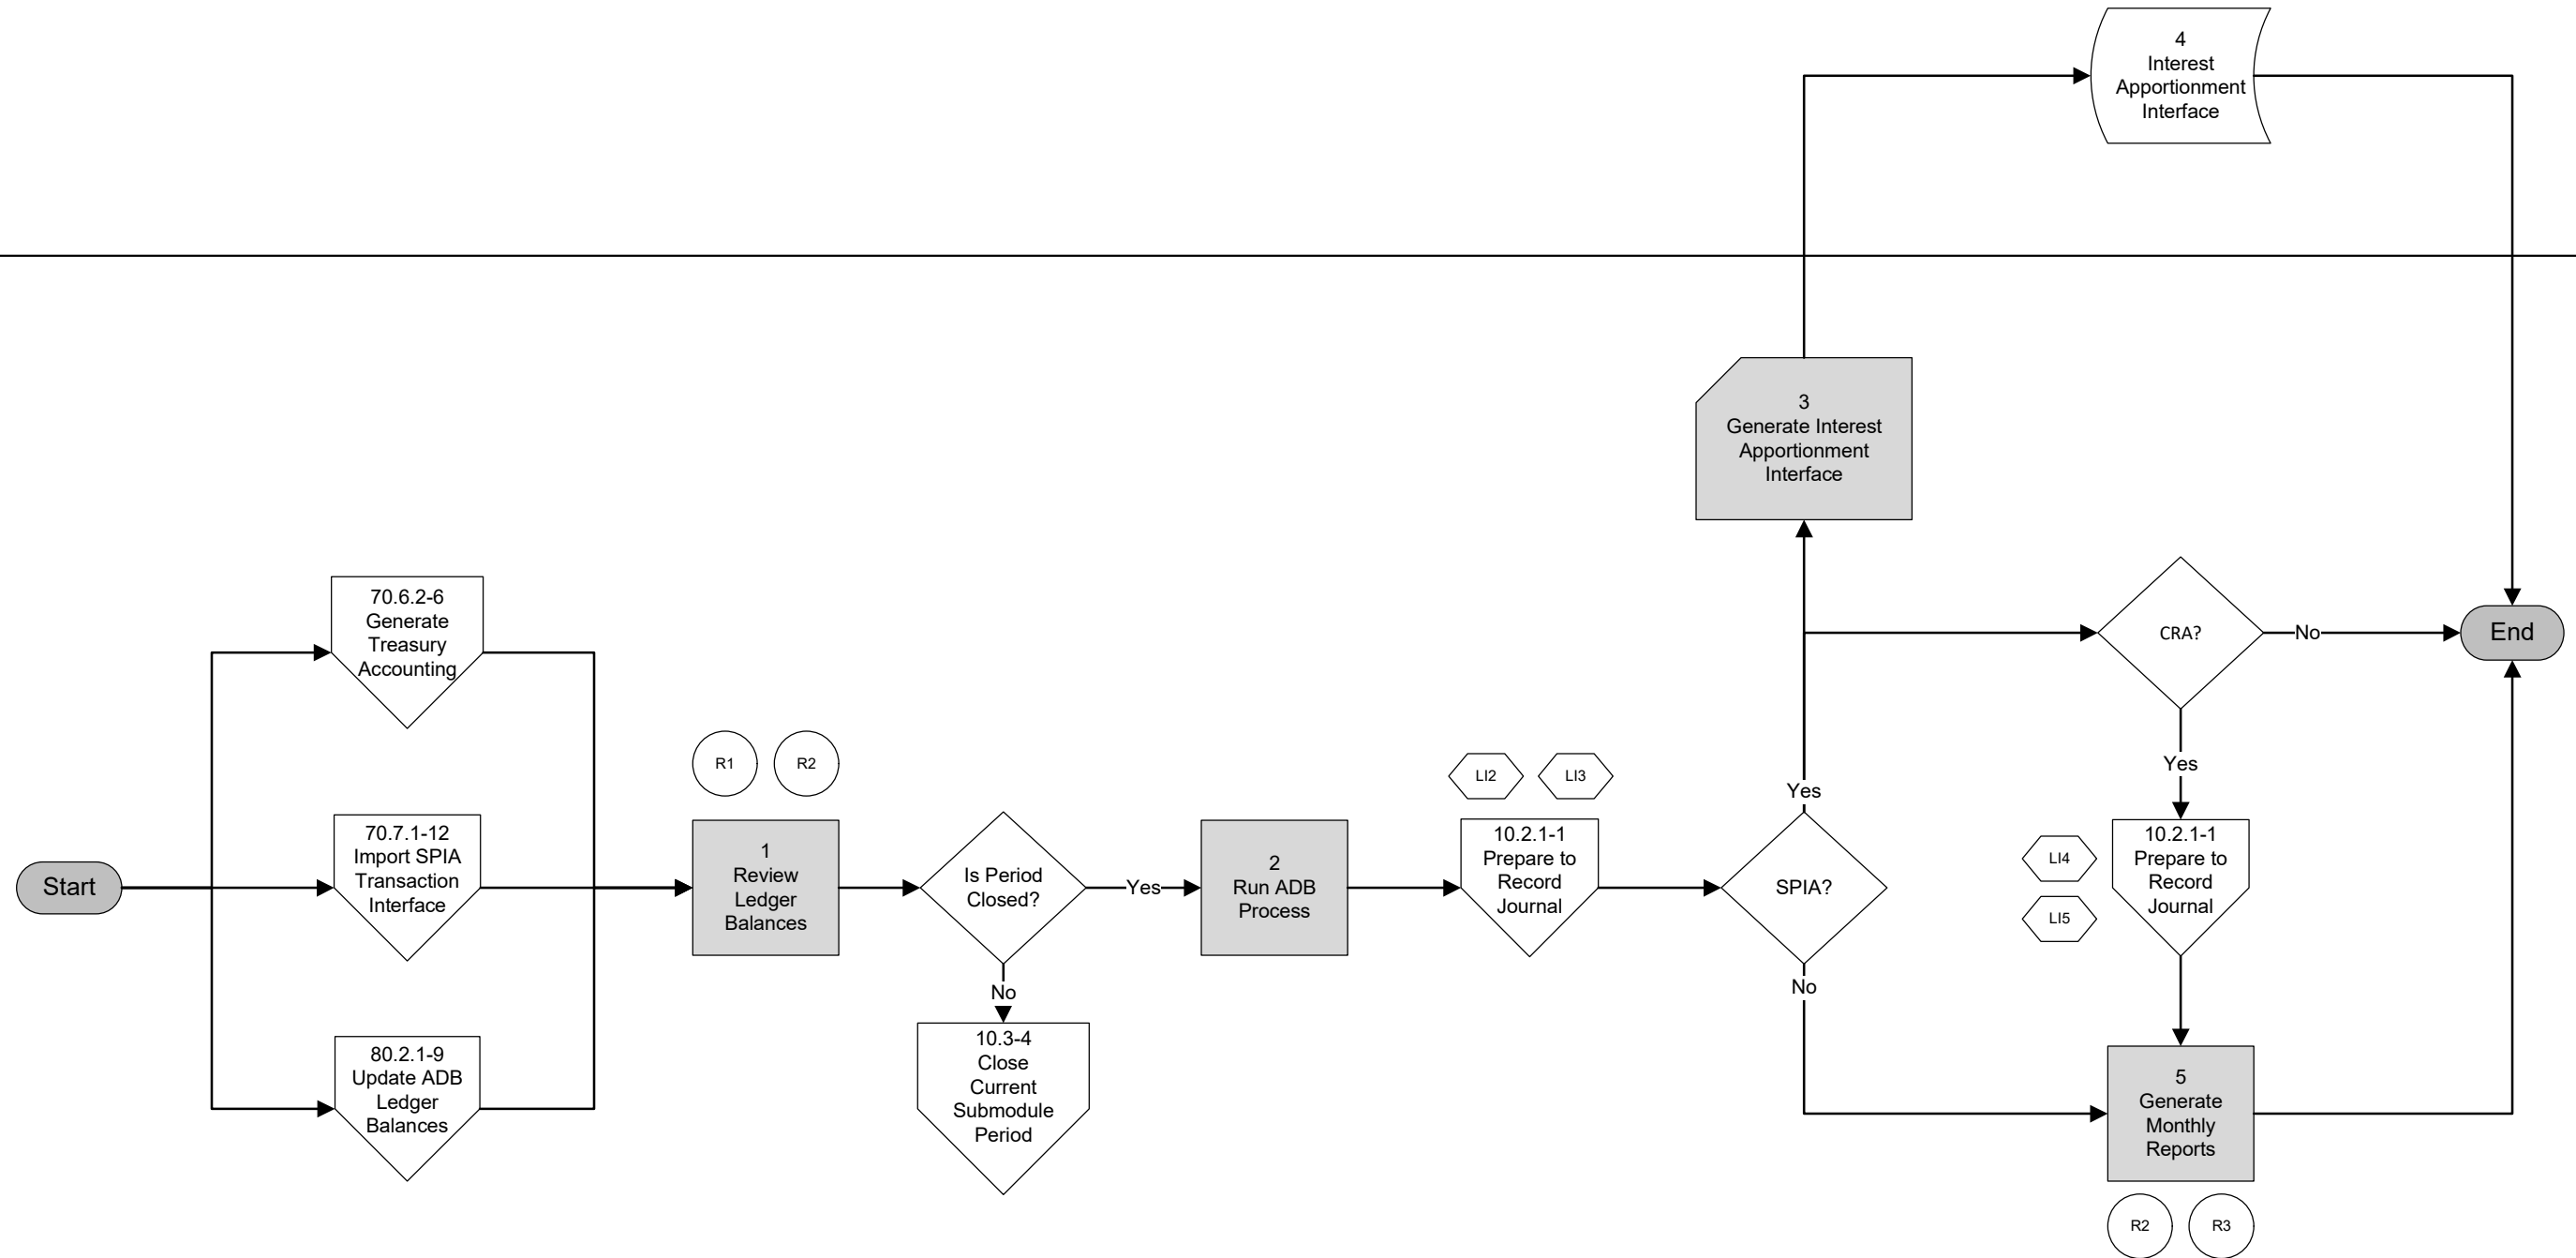 4
Interest
Apportionment
Interface
3
Generate Interest
Apportionment
Interface
70.6.2-6
Generate
Treasury
Accounting
CRA?
No
End
R1
R2
LI2
LI3
Yes
Yes
70.7.1-12
Import SPIA
Transaction
Interface
Start
1
Review
Ledger
Balances
Is Period
Closed?
Yes
2
Run ADB
Process
10.2.1-1
Prepare to
Record
Journal
SPIA?
LI4
LI5
10.2.1-1
Prepare to
Record
Journal
No
No
80.2.1-9
Update ADB
Ledger
Balances
10.3-4
Close
Current
Submodule
Period
5
Generate
Monthly
Reports
R2
R3